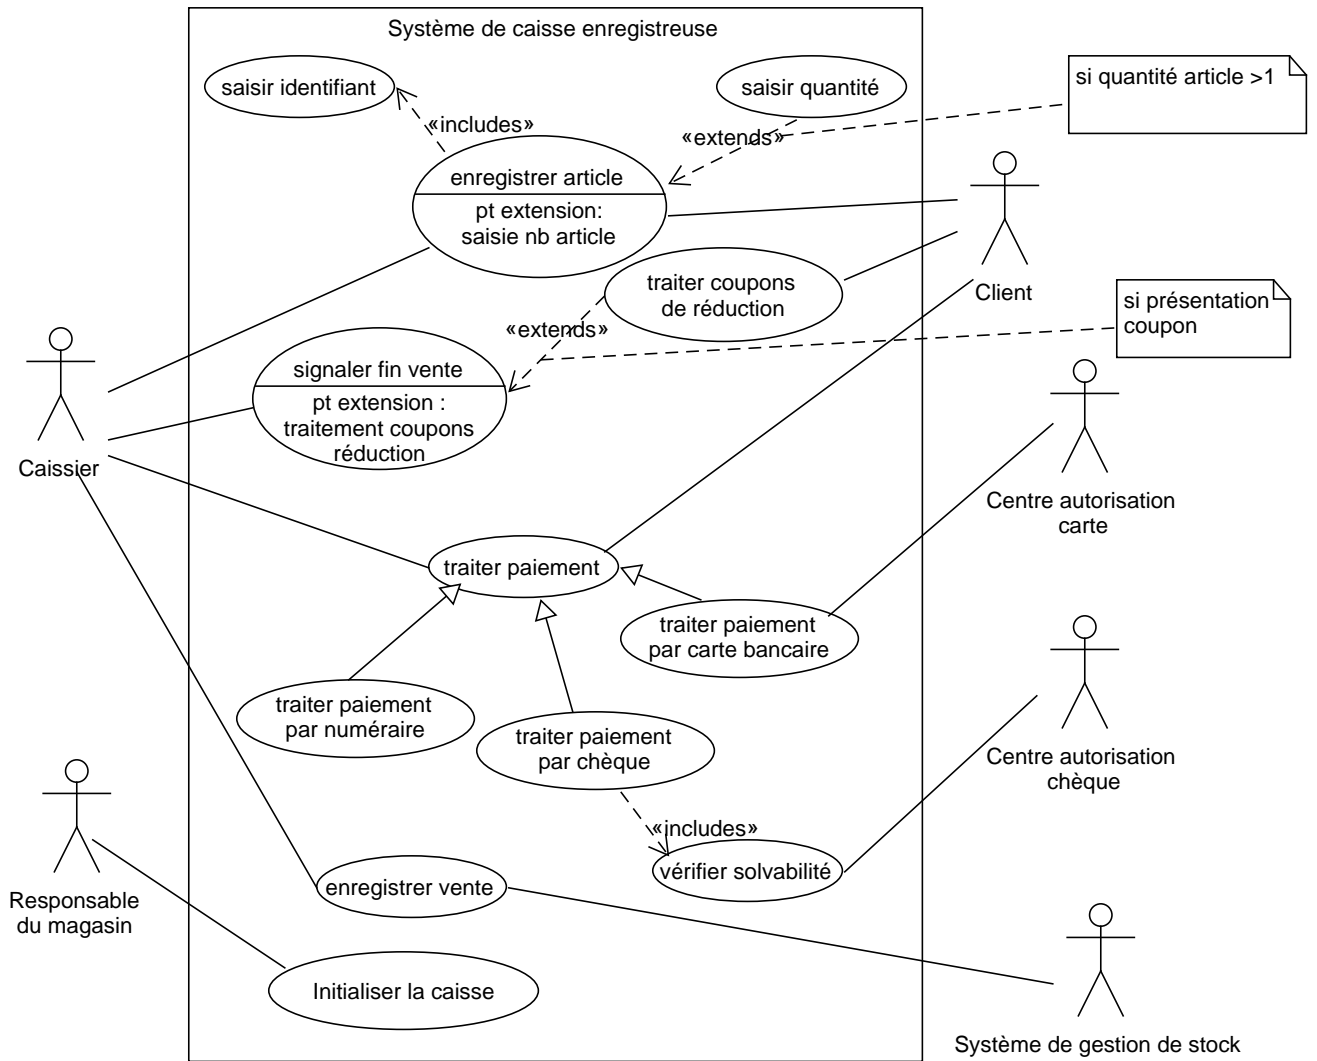 Système de caisse enregistreuse
saisir identifiant
saisir quantité
si quantité article >1
«includes»
«extends»
enregistrer article
pt extension:
saisie nb article
traiter coupons
de réduction
Client
si présentation
coupon
«extends»
signaler fin vente
pt extension :
traitement coupons
réduction
Caissier
Centre autorisation
carte
traiter paiement
traiter paiement
par carte bancaire
traiter paiement
par numéraire
traiter paiement
par chèque
Centre autorisation
chèque
«includes»
vérifier solvabilité
enregistrer vente
Responsable
du magasin
Initialiser la caisse
Système de gestion de stock